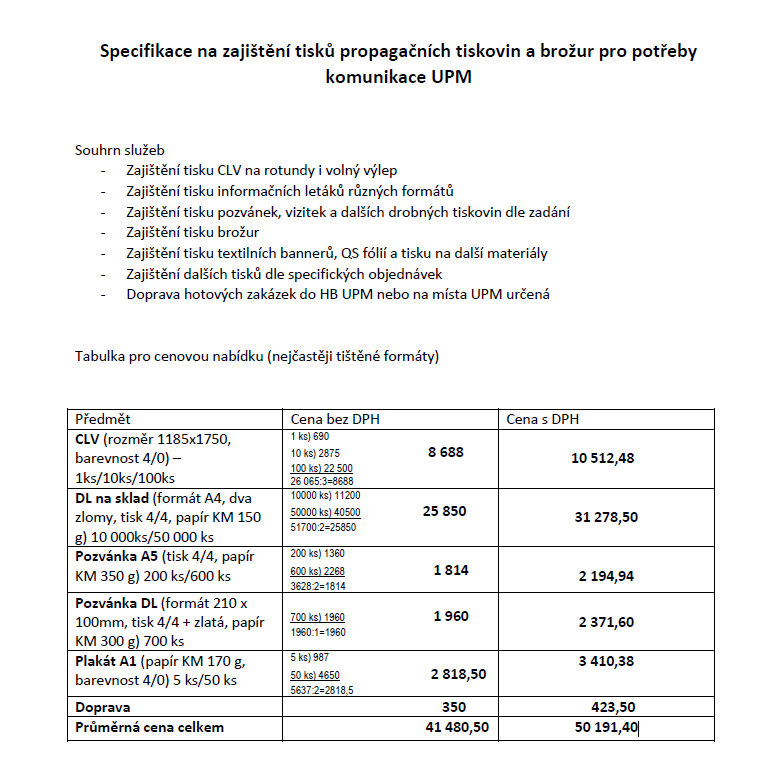 Specifikace na zajištění tisků propagačních tiskovin a brožur pro potřeby
komunikace UPM
Souhrn služeb
- Zajištění tisku CLV na rotundy i volný výlep
- Zajištění tisku informačních letáků různých formátů
- Zajištění tisku pozvánek, vizitek a dalších drobných tiskovin dle zadání
- Zajištění tisku brožur
- Zajištění tisku textilních bannerů, QS fólií a tisku na další materiály
- Zajištění dalších tisků dle specifických objednávek
- Doprava hotových zakázek do HB UPM nebo na místa UPM určená
Tabulka pro cenovou nabídku (nejčastěji tištěné formáty)
Předmět Cena bez DPH Cena s DPH
CLV (rozměr 1185x1750,
barevnost 4/0) –
1ks/10ks/100ks
1 ks) 690
10 ks) 2875
100 ks) 22 500
26 065:3=8688
8 688
10 512,48
DL na sklad (formát A4, dva
zlomy, tisk 4/4, papír KM 150
g) 10 000ks/50 000 ks
10000 ks) 11200
50000 ks) 40500
51700:2=25850
25 850
31 278,50
Pozvánka A5 (tisk 4/4, papír
KM 350 g) 200 ks/600 ks
200 ks) 1360
600 ks) 2268
3628:2=1814
1 814
2 194,94
Pozvánka DL (formát 210 x
100mm, tisk 4/4 + zlatá, papír
KM 300 g) 700 ks
700 ks) 1960
1960:1=1960
1 960
2 371,60
Plakát A1 (papír KM 170 g,
barevnost 4/0) 5 ks/50 ks
5 ks) 987
50 ks) 4650
5637:2=2818,5
2 818,50
3 410,38
Doprava 350 423,50
Průměrná cena celkem 41 480,50 50 191,40